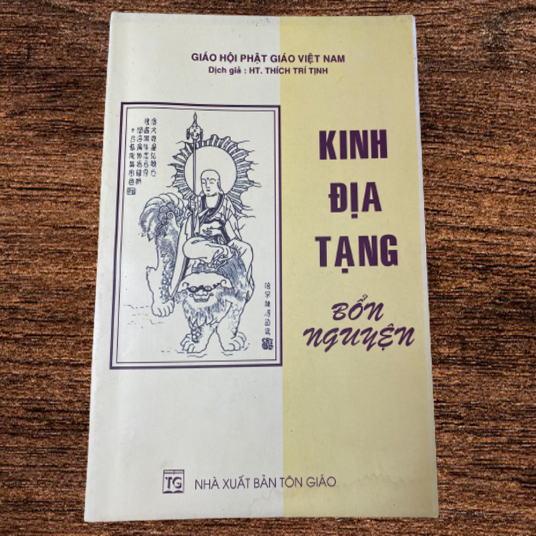 GIÁO HỘI PHẬT GIÁO VIỆT NAM
Dịch giả : HT. THÍCH TRÍ TỊNH
KINH
ĐỊA
TẠNG
BỔN
NGUYỆN
TG
NHÀ XUẤT BẢN TÔN GIÁO